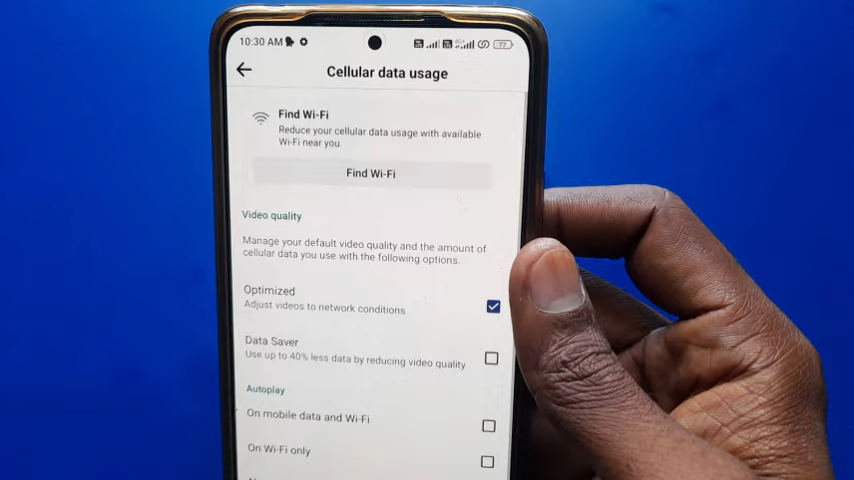 10:30 AM
77
Cellular data usage
Find Wi-Fi
Reduce your cellular data usage with available
Wi-Fi near you.
Find Wi-Fi
Video quality
Manage your default video quality and the amount of
cellular data you use with the following options.
Optimized
Adjust videos to network conditions
Data Saver
Use up to 40% less data by reducing video quality
Autoplay
On mobile data and Wi-Fi
On Wi-Fi only